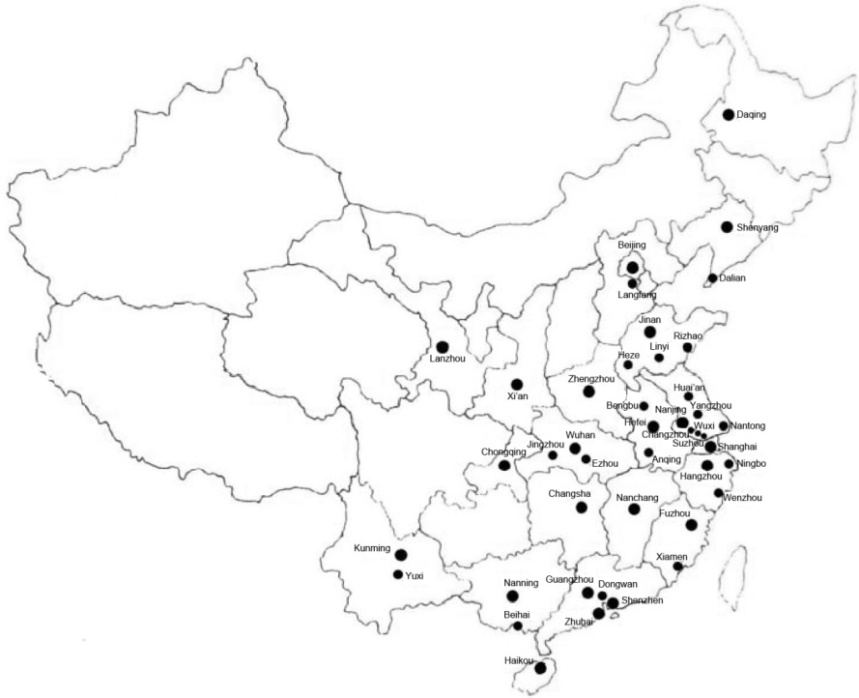 Daqing
Shenyang
Beijing
Dalian
Langfang
Jinan
Rizhao
Linyi
Lanzhou
Heze
Zhengzhou
Huai'an
Xi'an
Bengbu
Nanjing
Yangzhou
Hefei
Wuxi
Nantong
Changzhou
Suzhou
Wuhan
Jingzhou
Shanghai
Chongqing
Ezhou
Anqing
Ningbo
Hangzhou
Changsha
Nanchang
Wenzhou
Fuzhou
Kunming
Xiamen
Yuxi
Nanning
Guangzhou
Dongwan
Shenzhen
Beihai
Zhuhai
Haikou